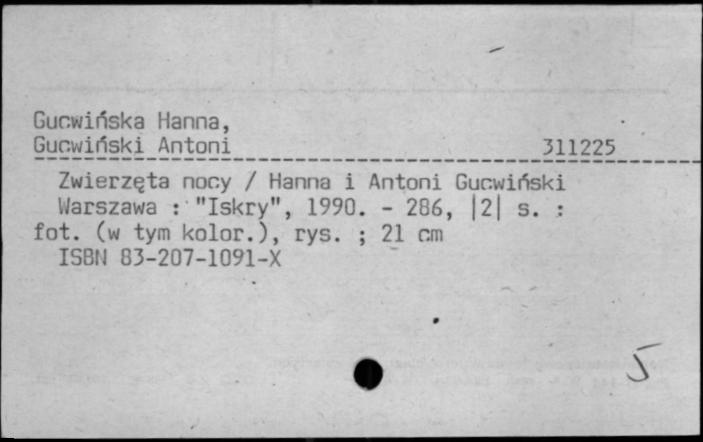 Gucwińska Hanna,
Gucwiński Antoni 311225
Zwierzęta nocy / Hanna i Antoni Gucwiński
Warszawa : "Iskry", 1990. - 286, |2| s. :
fot. (w tym kolor.), rys. ; 21 cm
ISBN 83-207-1091-X
5